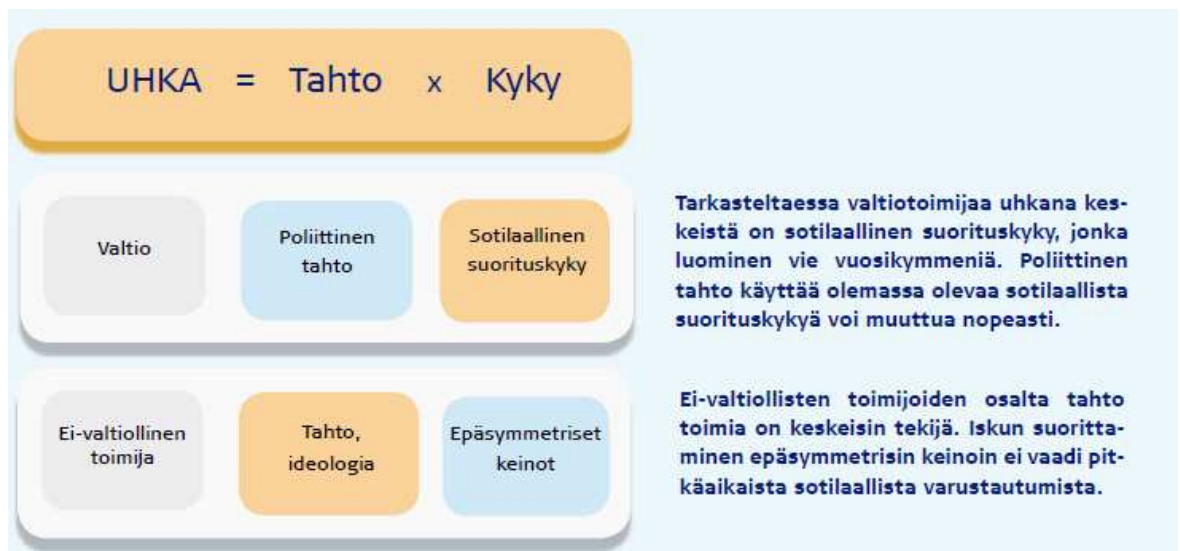 UHKA = Tahto x Kyky
Valtio
Poliittinen
tahto
Sotilaallinen
suorituskyky
Tarkasteltaessa valtiotoimijaa uhkana kes-
keistä on sotilaallinen suorituskyky, jonka
luominen vie vuosikymmeniä. Poliittinen
tahto käyttää olemassa olevaa sotilaallista
suorituskykyä voi muuttua nopeasti.
Ei-valtiollinen
toimija
Tahto,
ideologia
Epäsymmetriset
keinot
Ei-valtiollisten toimijoiden osalta tahto
toimia on keskeisin tekijä. Iskun suoritta-
minen epäsymmetrisin keinoin ei vaadi pit-
käaikaista sotilaallista varustautumista.